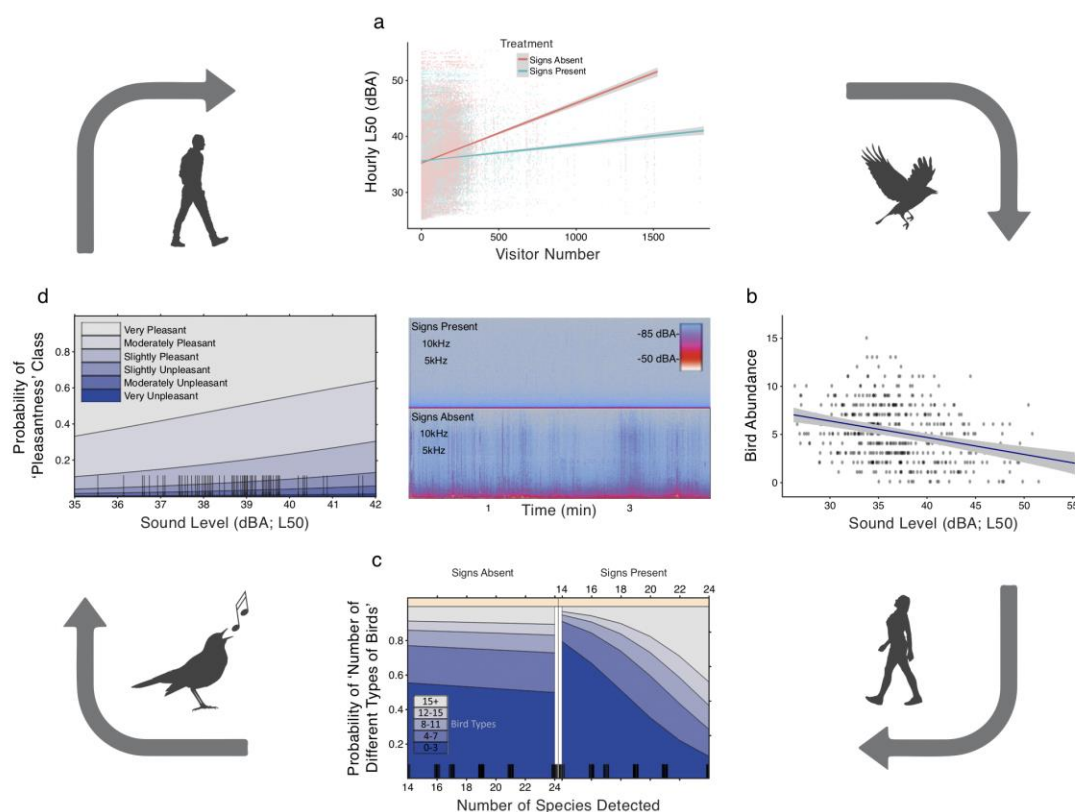 a
Treatment
Signs Absent
Signs Present
Hourly L50 (dBA)
50
40
30
0
500
1000
1500
Visitor Number
d
Probability of
'Pleasantness' Class
0.8
0.6
0.4
0.2
Very Pleasant
Moderately Pleasant
Slightly Pleasant
Slightly Unpleasant
Moderately Unpleasant
Very Unpleasant
35 36 37 38 39 40 41 42
Sound Level (dBA; L50)
Signs Present
10kHz
5kHz
-85 dBA-
-50 dBA-
Signs Absent
10kHz
5kHz
1 3
Time (min)
b
Bird Abundance
15
10
5
0
30 35 40 45 50 55
Sound Level (dBA; L50)
c
Signs Absent Signs Present
14 16 18 20 22 24
Probability of 'Number of
Different Types of Birds'
0.8
0.6
0.4
0.2
15+
12-15
8-11
4-7
0-3
Bird Types
14 16 18 20 22 24
Number of Species Detected